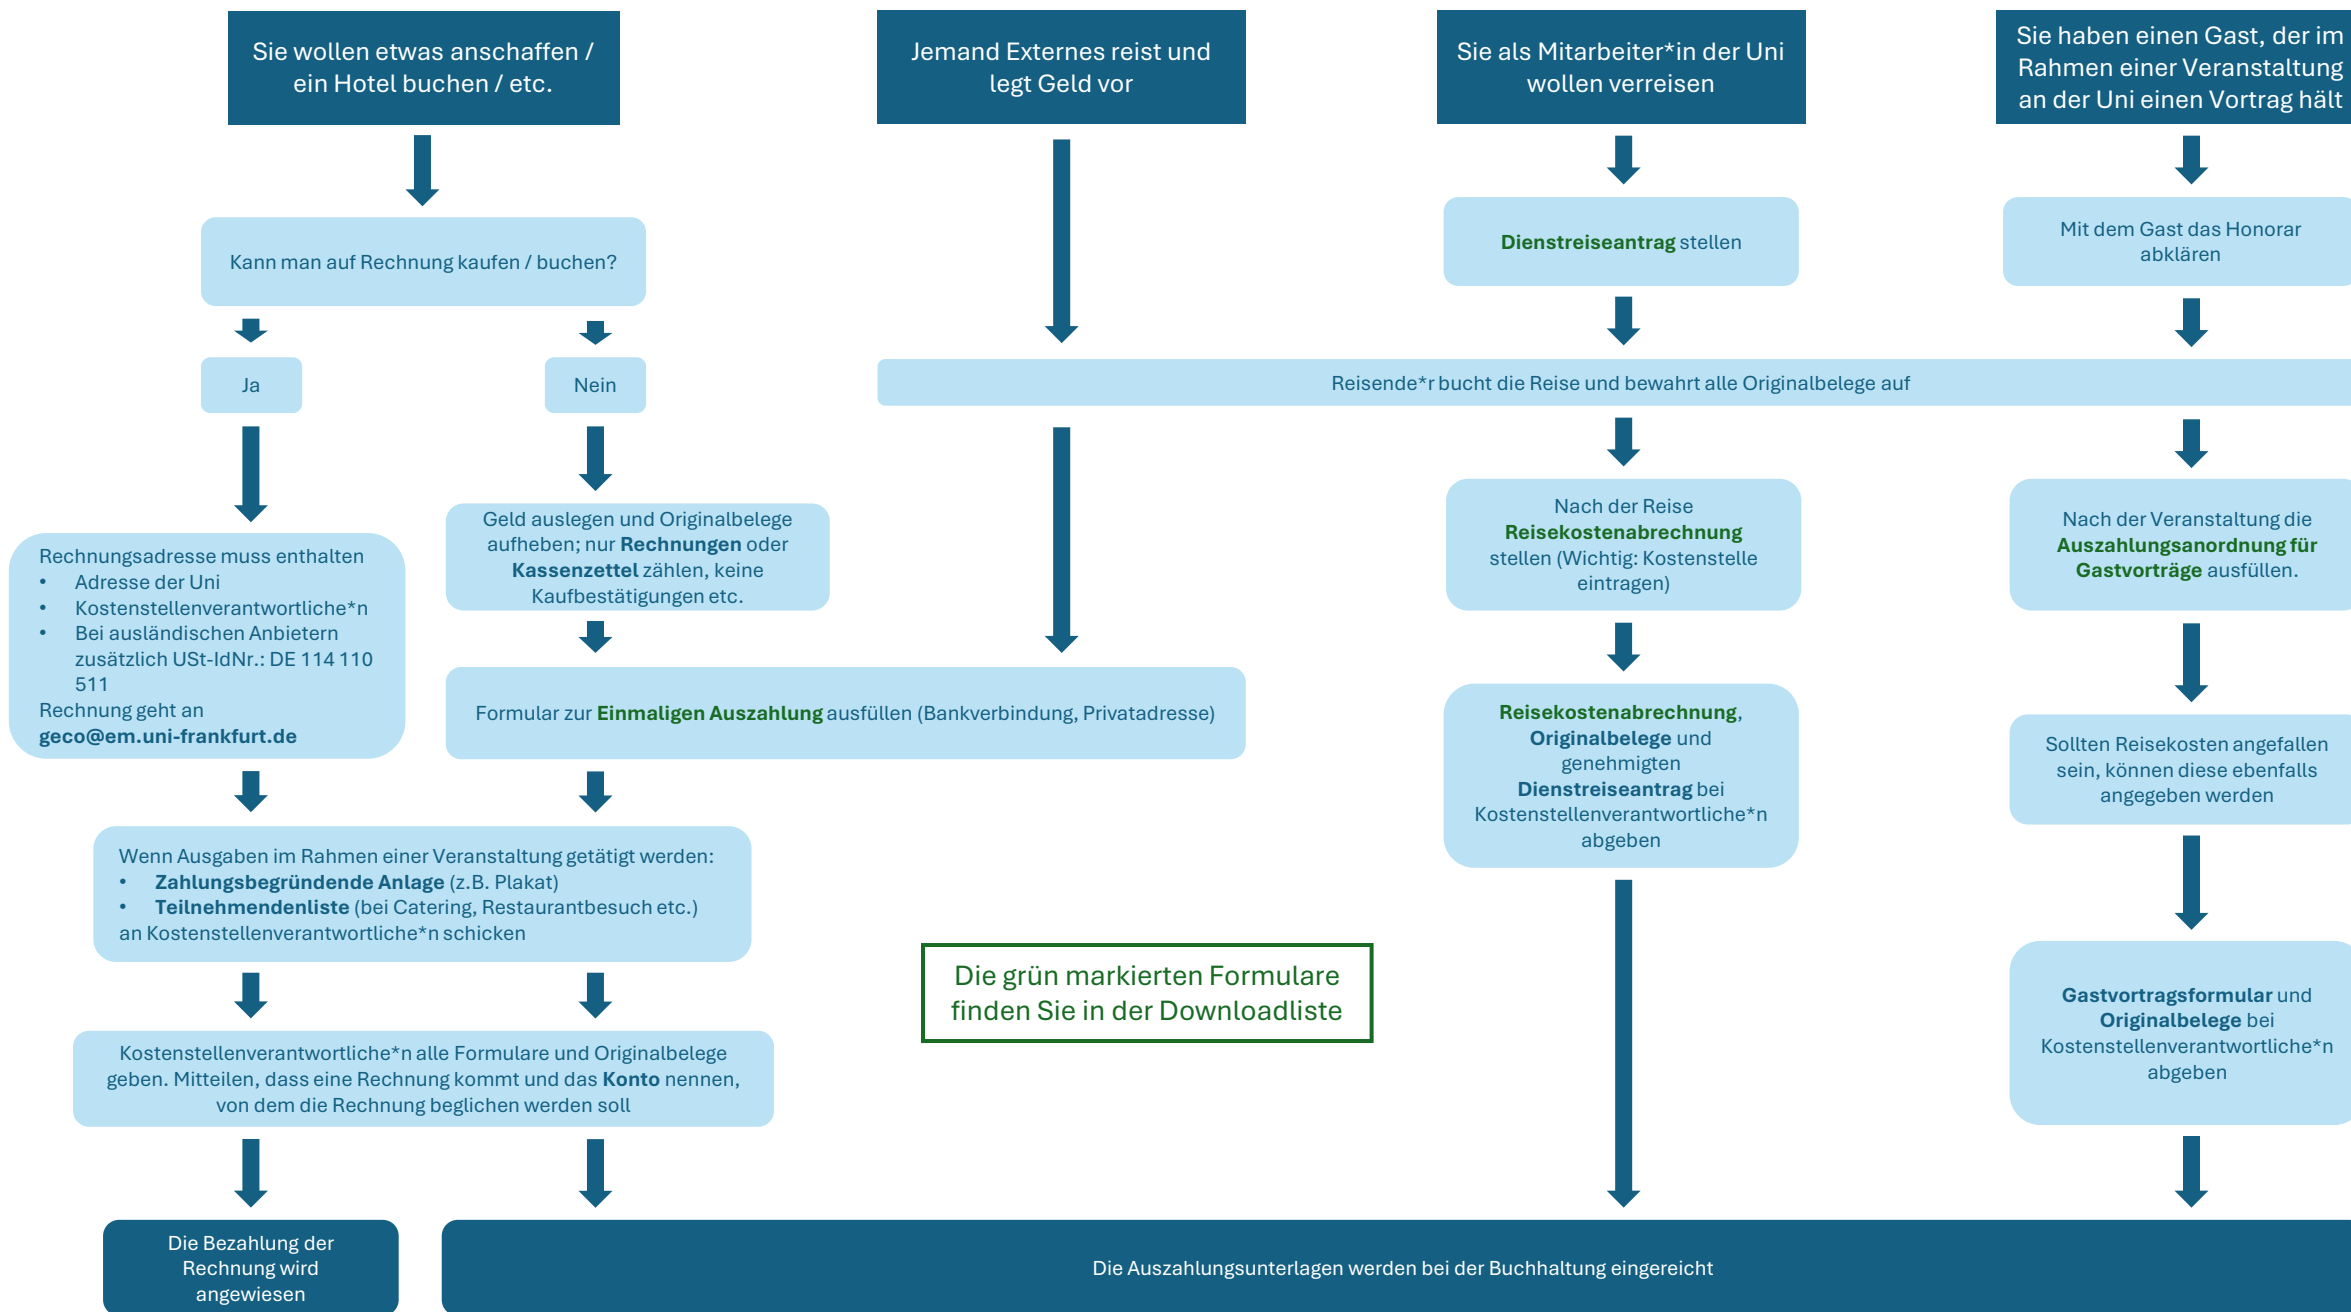 Sie wollen etwas anschaffen /
ein Hotel buchen / etc.
Jemand Externes reist und
legt Geld vor
Sie als Mitarbeiter*in der Uni
wollen verreisen
Sie haben einen Gast, der im
Rahmen einer Veranstaltung
an der Uni einen Vortrag hält
Kann man auf Rechnung kaufen / buchen?
Dienstreiseantrag stellen
Mit dem Gast das Honorar
abklären
Ja
Nein
Reisende*r bucht die Reise und bewahrt alle Originalbelege auf
Rechnungsadresse muss enthalten
• Adresse der Uni
• Kostenstellenverantwortliche*n
• Bei ausländischen Anbietern
zusätzlich USt-IdNr.: DE 114 110
511
Rechnung geht an
geco@em.uni-frankfurt.de
Geld auslegen und Originalbelege
aufheben; nur Rechnungen oder
Kassenzettel zählen, keine
Kaufbestätigungen etc.
Nach der Reise
Reisekostenabrechnung
stellen (Wichtig: Kostenstelle
eintragen)
Nach der Veranstaltung die
Auszahlungsanordnung für
Gastvorträge ausfüllen.
Formular zur Einmaligen Auszahlung ausfüllen (Bankverbindung, Privatadresse)
Reisekostenabrechnung,
Originalbelege und
genehmigten
Dienstreiseantrag bei
Kostenstellenverantwortliche*n
abgeben
Sollten Reisekosten angefallen
sein, können diese ebenfalls
angegeben werden
Wenn Ausgaben im Rahmen einer Veranstaltung getätigt werden:
• Zahlungsbegründende Anlage (z.B. Plakat)
• Teilnehmendenliste (bei Catering, Restaurantbesuch etc.)
an Kostenstellenverantwortliche*n schicken
Die grün markierten Formulare
finden Sie in der Downloadliste
Gastvortragsformular und
Originalbelege bei
Kostenstellenverantwortliche*n
abgeben
Kostenstellenverantwortliche*n alle Formulare und Originalbelege
geben. Mitteilen, dass eine Rechnung kommt und das Konto nennen,
von dem die Rechnung beglichen werden soll
Die Bezahlung der
Rechnung wird
angewiesen
Die Auszahlungsunterlagen werden bei der Buchhaltung eingereicht